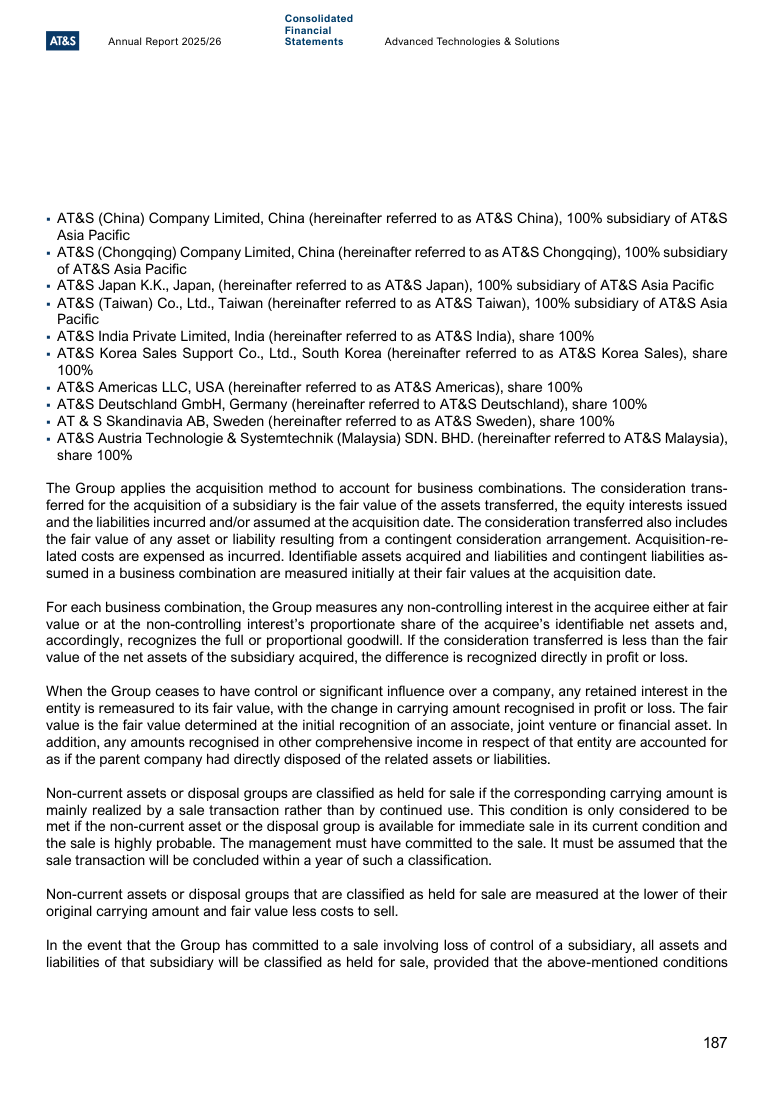 AT&S
Annual Report 2025/26
Consolidated
Financial
Statements
Advanced Technologies & Solutions
▪ AT&S (China) Company Limited, China (hereinafter referred to as AT&S China), 100% subsidiary of AT&S
Asia Pacific
▪ AT&S (Chongqing) Company Limited, China (hereinafter referred to as AT&S Chongqing), 100% subsidiary
of AT&S Asia Pacific
▪ AT&S Japan K.K., Japan, (hereinafter referred to as AT&S Japan), 100% subsidiary of AT&S Asia Pacific
▪ AT&S (Taiwan) Co., Ltd., Taiwan (hereinafter referred to as AT&S Taiwan), 100% subsidiary of AT&S Asia
Pacific
▪ AT&S India Private Limited, India (hereinafter referred to as AT&S India), share 100%
▪ AT&S Korea Sales Support Co., Ltd., South Korea (hereinafter referred to as AT&S Korea Sales), share
100%
▪ AT&S Americas LLC, USA (hereinafter referred to as AT&S Americas), share 100%
▪ AT&S Deutschland GmbH, Germany (hereinafter referred to as AT&S Deutschland), share 100%
▪ AT & S Skandinavia AB, Sweden (hereinafter referred to as AT&S Sweden), share 100%
▪ AT&S Austria Technologie & Systemtechnik (Malaysia) SDN. BHD. (hereinafter referred to AT&S Malaysia),
share 100%
The Group applies the acquisition method to account for business combinations. The consideration trans-
ferred for the acquisition of a subsidiary is the fair value of the assets transferred, the equity interests issued
and the liabilities incurred and/or assumed at the acquisition date. The consideration transferred also includes
the fair value of any asset or liability resulting from a contingent consideration arrangement. Acquisition-re-
lated costs are expensed as incurred. Identifiable assets acquired and liabilities and contingent liabilities as-
sumed in a business combination are measured initially at their fair values at the acquisition date.
For each business combination, the Group measures any non-controlling interest in the acquiree either at fair
value or at the non-controlling interest's proportionate share of the acquiree's identifiable net assets and,
accordingly, recognizes the full or proportional goodwill. If the consideration transferred is less than the fair
value of the net assets of the subsidiary acquired, the difference is recognized directly in profit or loss.
When the Group ceases to have control or significant influence over a company, any retained interest in the
entity is remeasured to its fair value, with the change in carrying amount recognised in profit or loss. The fair
value is the fair value determined at the initial recognition of an associate, joint venture or financial asset. In
addition, any amounts recognised in other comprehensive income in respect of that entity are accounted for
as if the parent company had directly disposed of the related assets or liabilities.
Non-current assets or disposal groups are classified as held for sale if the corresponding carrying amount is
mainly realized by a sale transaction rather than by continued use. This condition is only considered to be
met if the non-current asset or the disposal group is available for immediate sale in its current condition and
the sale is highly probable. The management must have committed to the sale. It must be assumed that the
sale transaction will be concluded within a year of such a classification.
Non-current assets or disposal groups that are classified as held for sale are measured at the lower of their
original carrying amount and fair value less costs to sell.
In the event that the Group has committed to a sale involving loss of control of a subsidiary, all assets and
liabilities of that subsidiary will be classified as held for sale, provided that the above-mentioned conditions
187